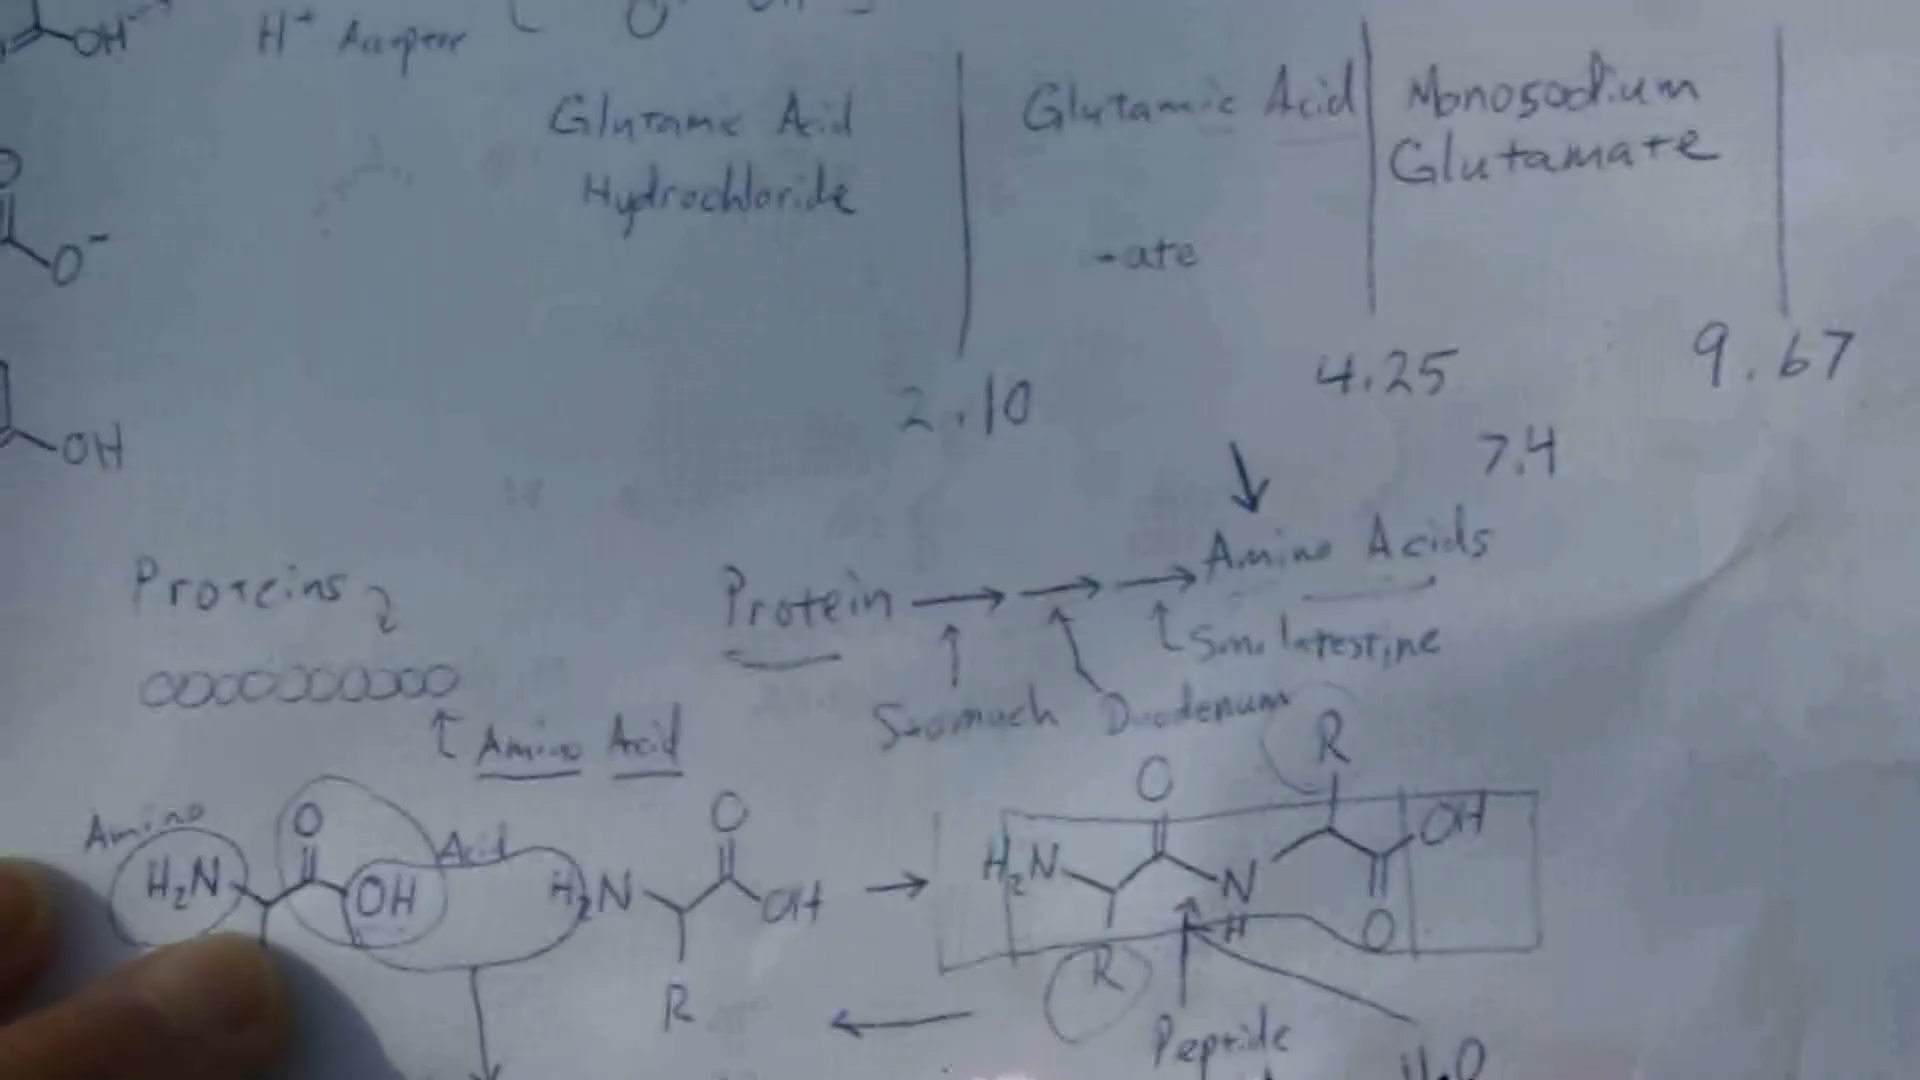 OH
H⁺ Acceptor
O
OH
Glutamic Acid
Hydrochloride
Glutamic Acid
-ate
Monosodium
Glutamate
O
O⁻
2.10
4.25
9.67
7.4
OH
Proteins
Protein → → → Amino Acids
Stomach
Duodenum
Sm. Intestine
Amino Acid
Amino
Acid
H₂N
O
OH
H₂N
O
OH
R
→
H₂N
O
R
N
H
R
OH
O
Peptide
H₂O